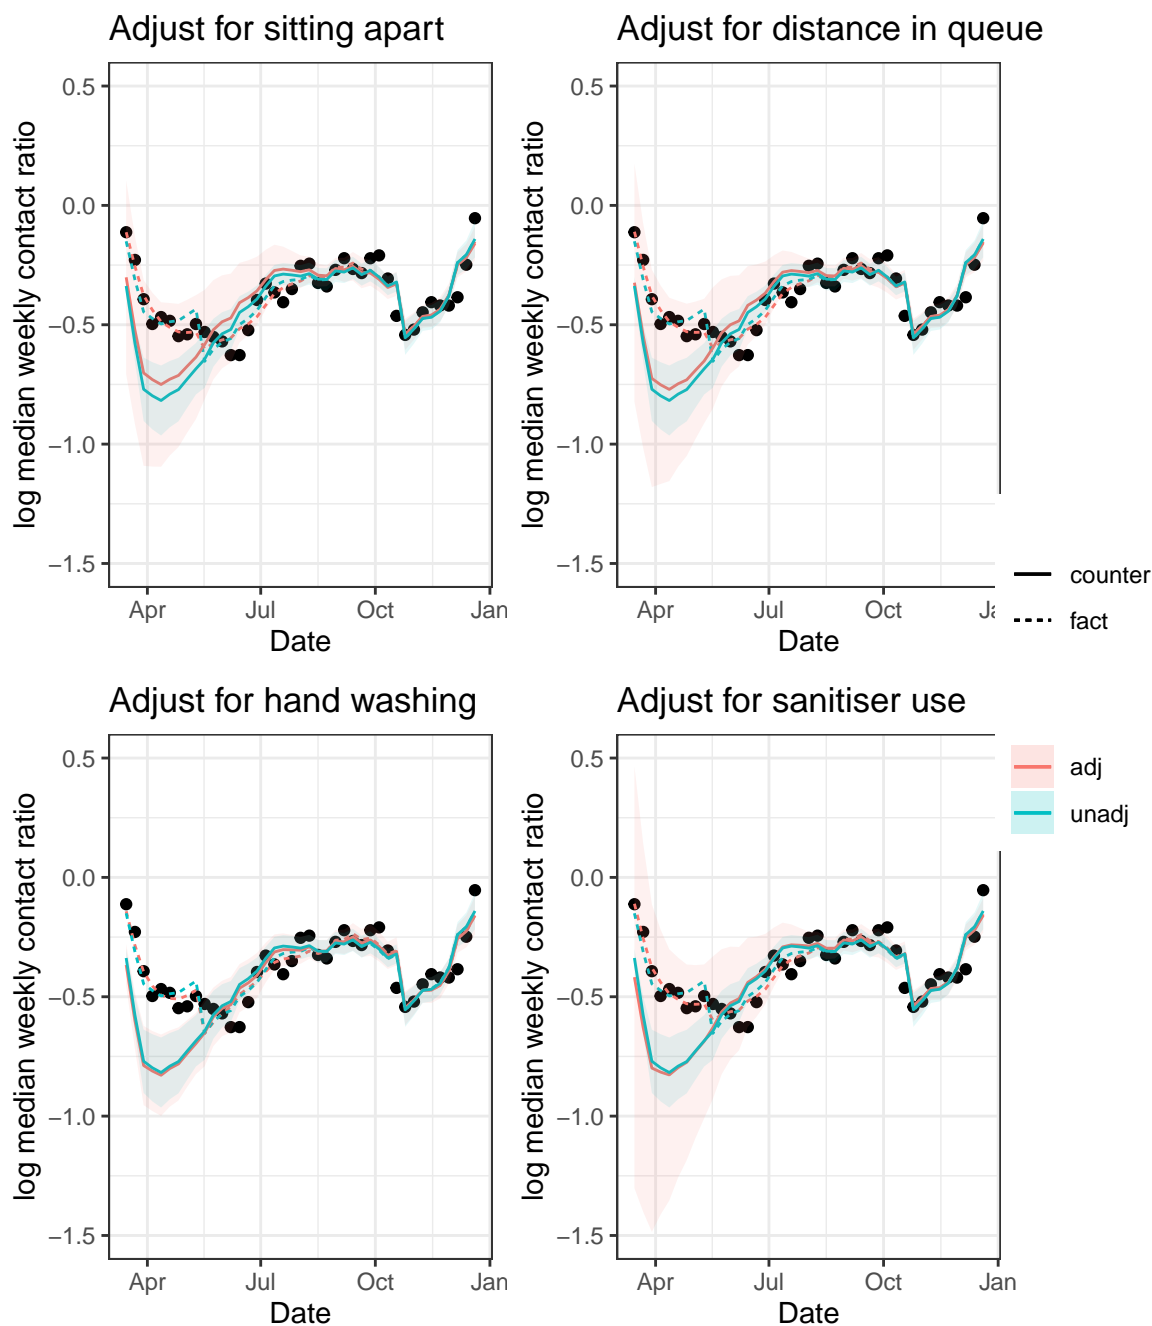 Adjust for sitting apart
Adjust for distance in queue
log median weekly contact ratio
0.5
0.0
−0.5
−1.0
−1.5
Apr Jul Oct Jan
Date
log median weekly contact ratio
0.5
0.0
−0.5
−1.0
−1.5
Apr Jul Oct Ja
Date
counter
fact
Adjust for hand washing
Adjust for sanitiser use
log median weekly contact ratio
0.5
0.0
−0.5
−1.0
−1.5
Apr Jul Oct Jan
Date
log median weekly contact ratio
0.5
0.0
−0.5
−1.0
−1.5
Apr Jul Oct Jan
Date
adj
unadj